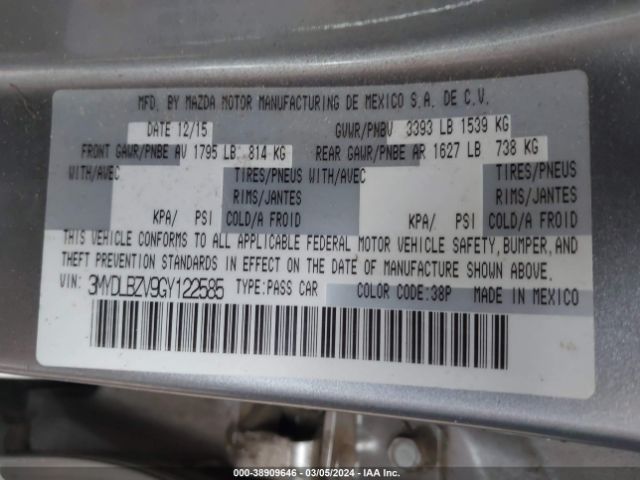 MFD. BY MAZDA MOTOR MANUFACTURING DE MEXICO S.A. DE C.V.
DATE 12/15 GVWR/PNBV 3393 LB 1539 KG
FRONT GAWR/PNBE AV 1795 LB 814 KG REAR GAWR/PNBE AR 1627 LB 738 KG
WITH/AVEC TIRES/PNEUS WITH/AVEC TIRES/PNEUS
RIMS/JANTES RIMS/JANTES
KPA/ PSI COLD/A FROID KPA/ PSI COLD/A FROID
THIS VEHICLE CONFORMS TO ALL APPLICABLE FEDERAL MOTOR VEHICLE SAFETY, BUMPER, AND
THEFT PREVENTION STANDARDS IN EFFECT ON THE DATE OF MANUFACTURE SHOWN ABOVE.
VIN: 3MYDLBZV9GY122585 TYPE:PASS CAR COLOR CODE:38P MADE IN MEXICO
000-38909646 - 03/05/2024 - IAA Inc.